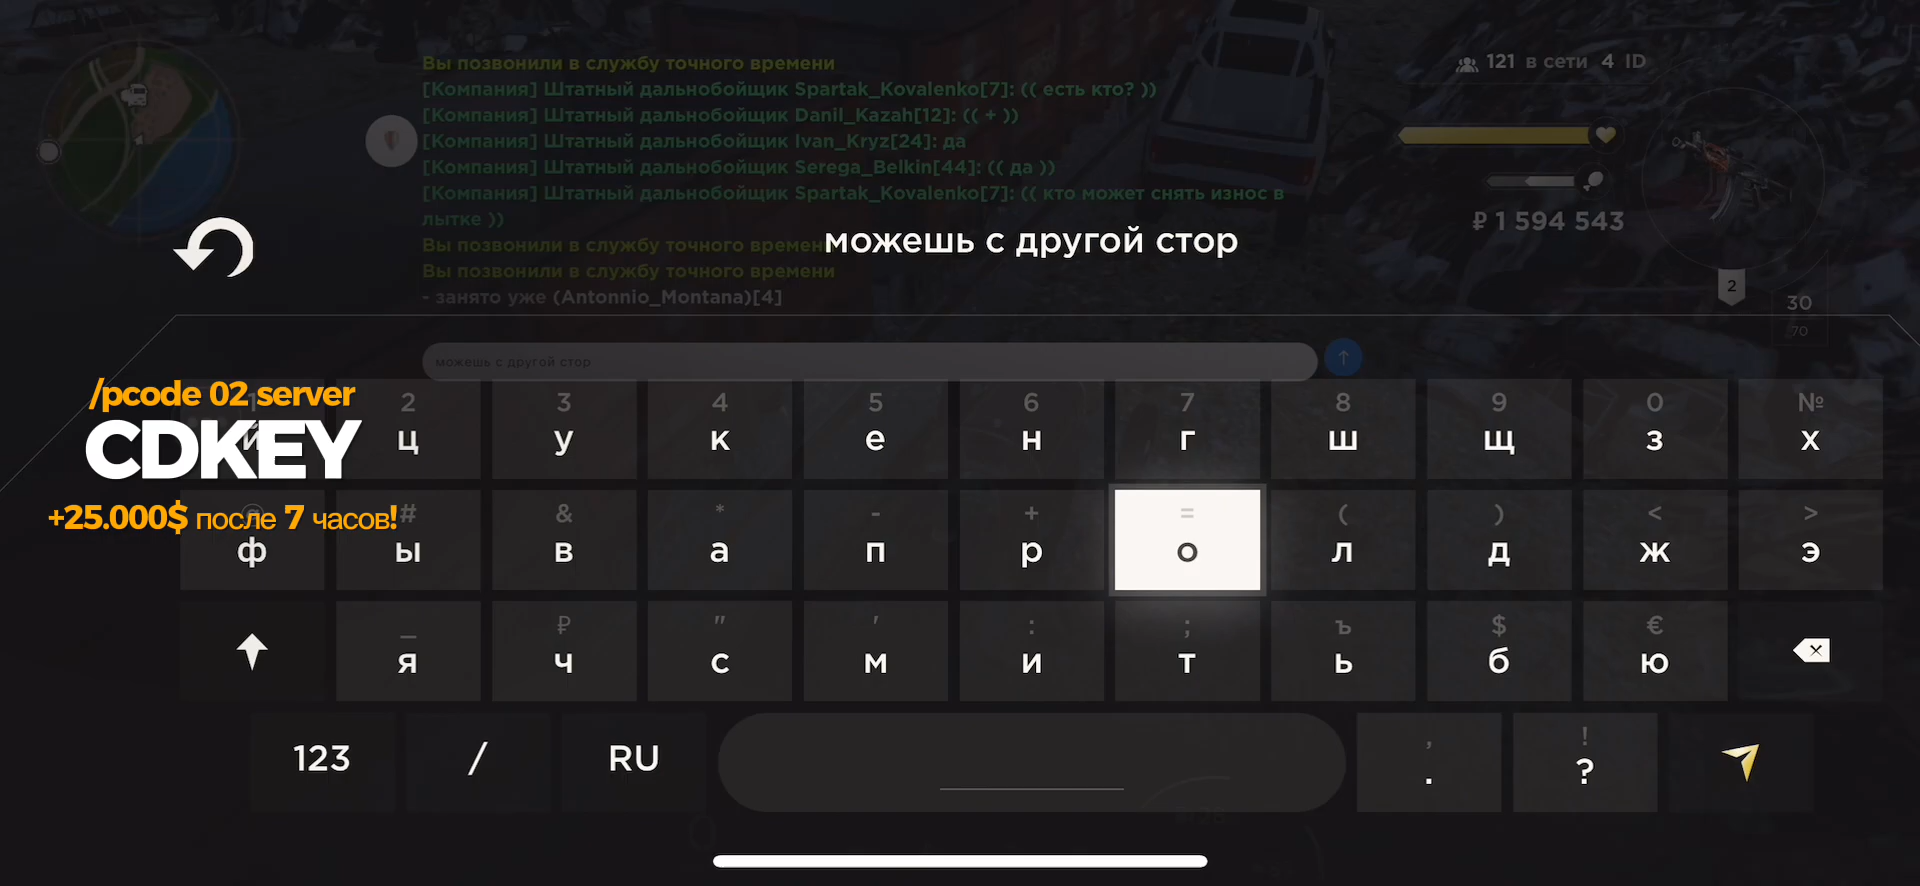 Вы позвонили в службу точного времени
[Компания] Штатный дальнобойщик Spartak_Kovalenko[7]: (( есть кто? ))
[Компания] Штатный дальнобойщик Danil_Kazah[12]: (( + ))
[Компания] Штатный дальнобойщик Ivan_Kryz[24]: да
[Компания] Штатный дальнобойщик Serega_Belkin[44]: (( да ))
[Компания] Штатный дальнобойщик Spartak_Kovalenko[7]: (( кто может снять износ в
лытке ))
Вы позвонили в службу точного времени
Вы позвонили в службу точного времени
- занято уже (Antonnio_Montana)[4]
121 в сети 4 ID
₽ 1 594 543
2
30
70
можешь с другой стор
можешь с другой стор
/pcode 02 server
CDKEY
+25.000$ после 7 часов!
1 2 3 4 5 6 7 8 9 0 №
й ц у к е н г ш щ з х
@ # & * - + = ( ) < >
ф ы в а п р о л д ж э
_ ₽ " ' : ; ъ $ €
я ч с м и т ь б ю
123 / RU , . ! ?